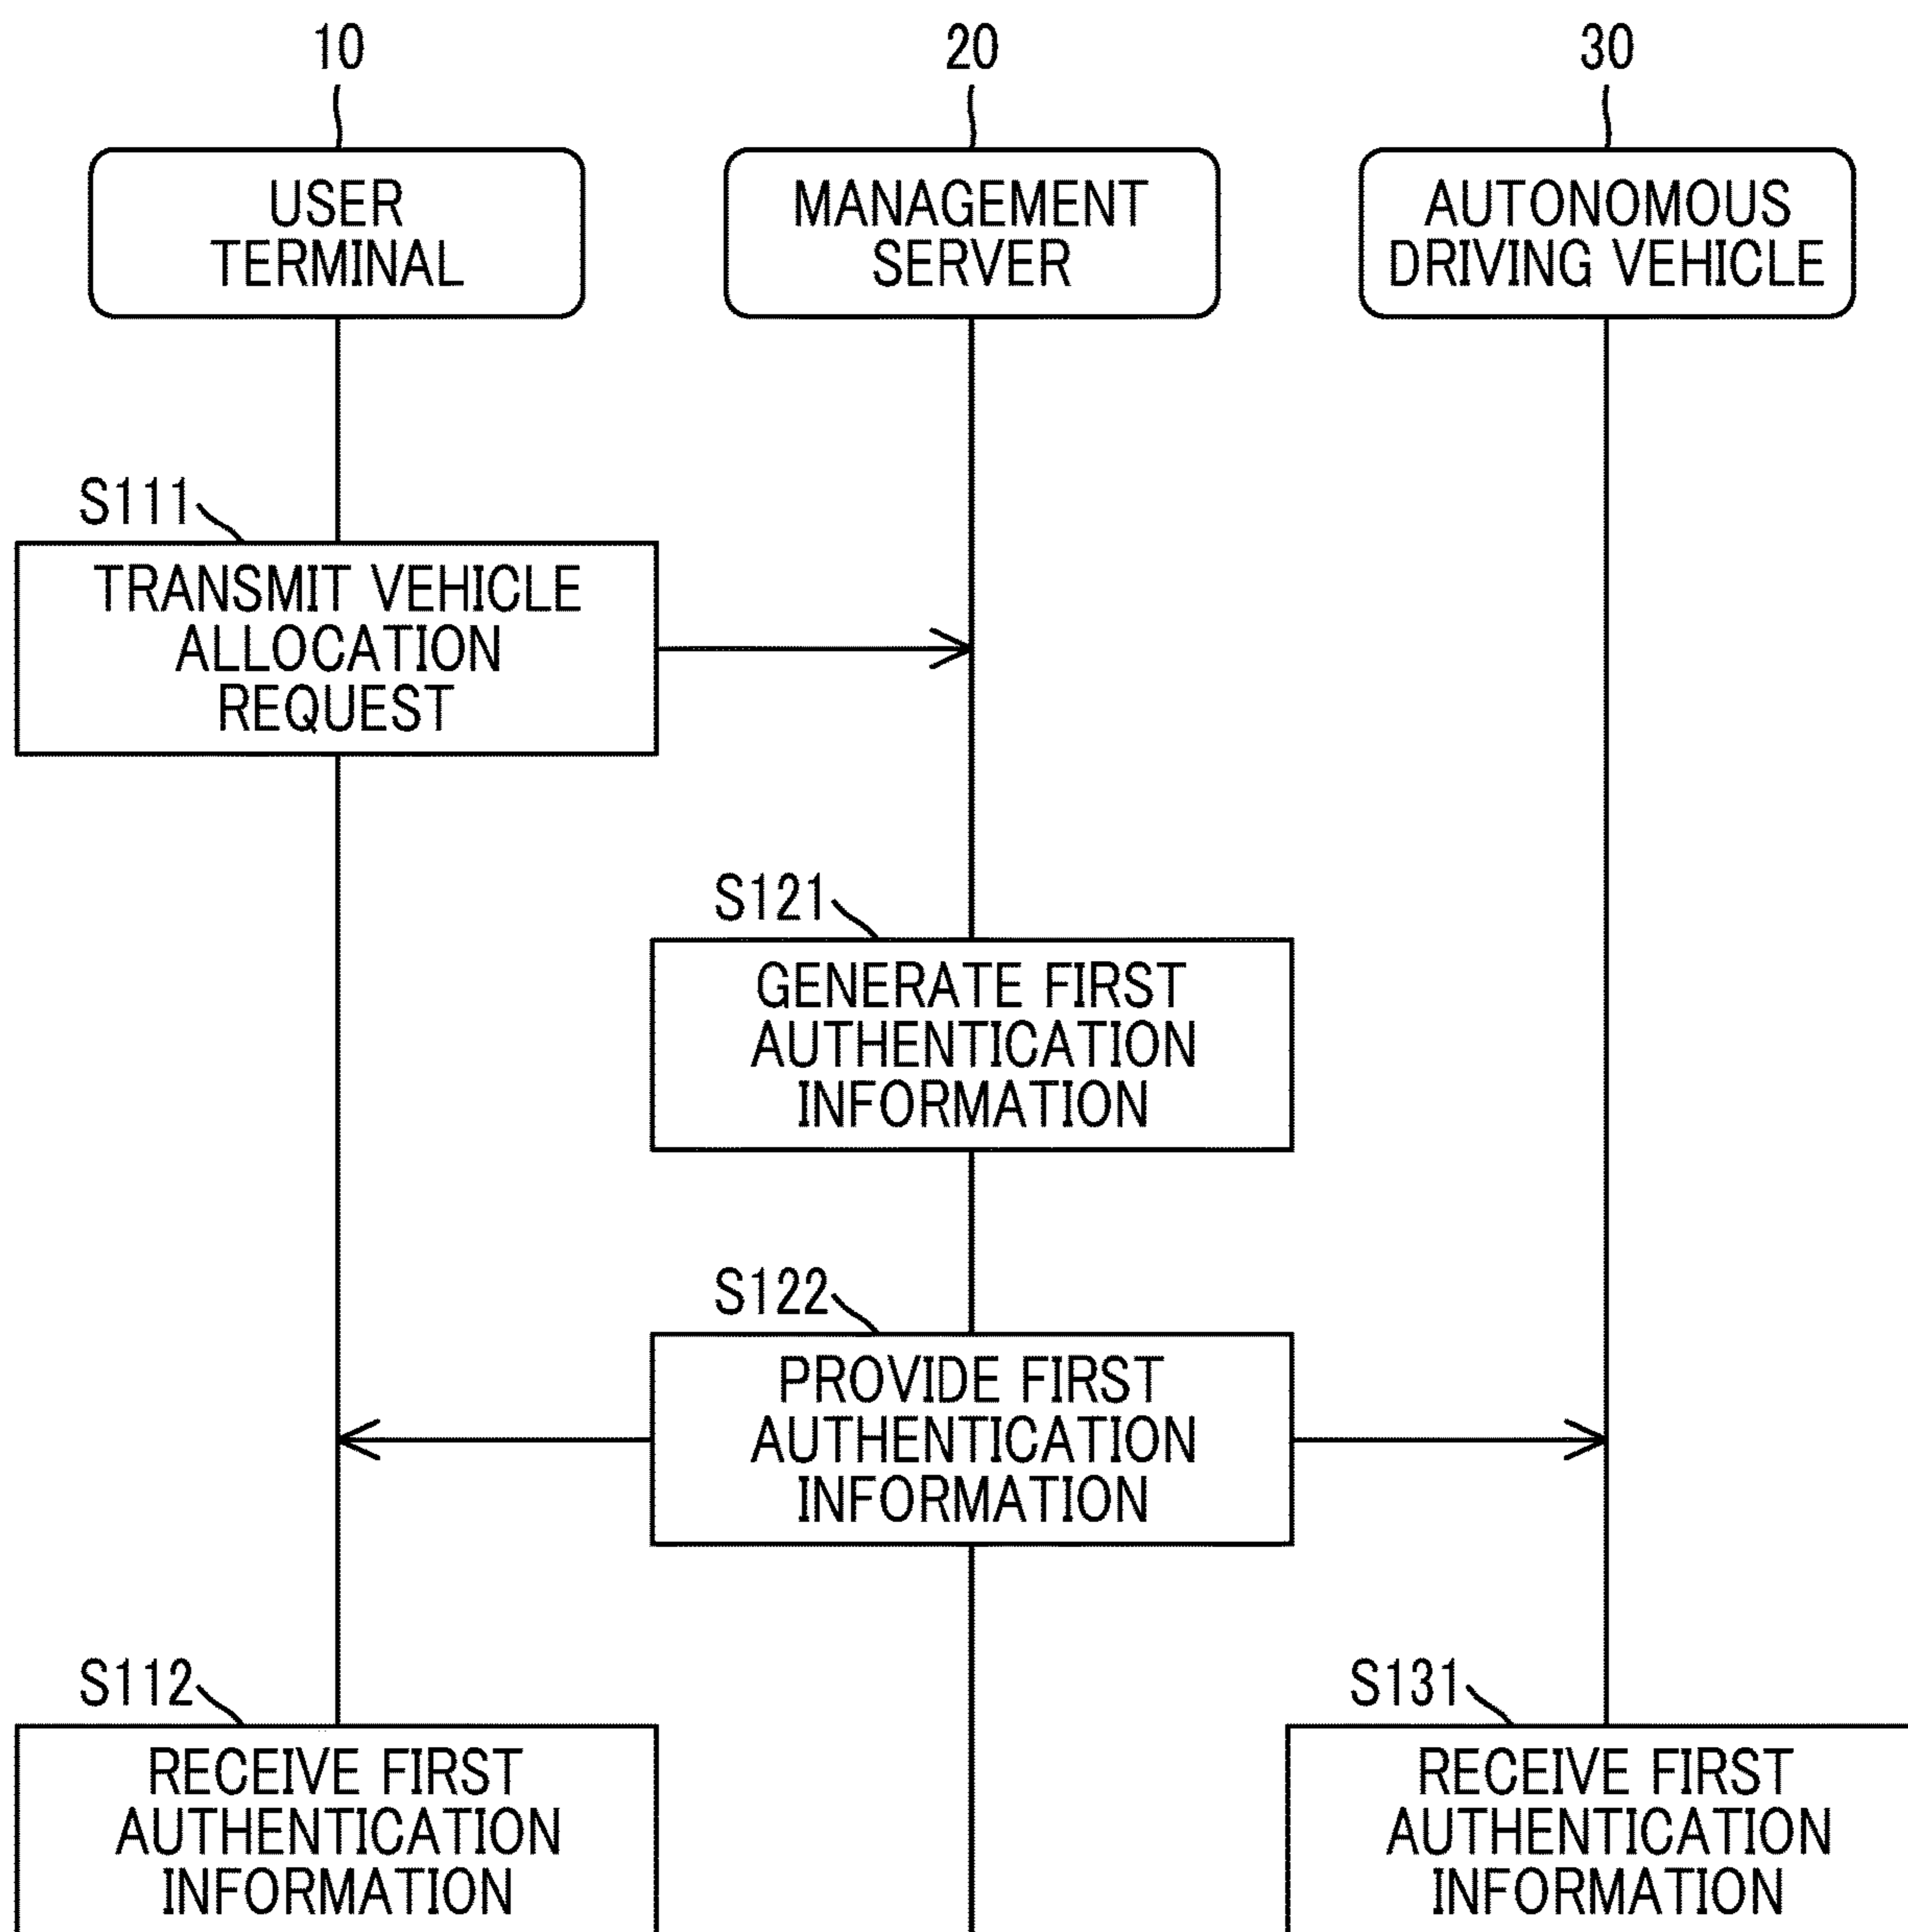 10
20
30
USER
TERMINAL
MANAGEMENT
SERVER
AUTONOMOUS
DRIVING VEHICLE
S111
TRANSMIT VEHICLE
ALLOCATION
REQUEST
S121
GENERATE FIRST
AUTHENTICATION
INFORMATION
S122
PROVIDE FIRST
AUTHENTICATION
INFORMATION
S112
RECEIVE FIRST
AUTHENTICATION
INFORMATION
S131
RECEIVE FIRST
AUTHENTICATION
INFORMATION